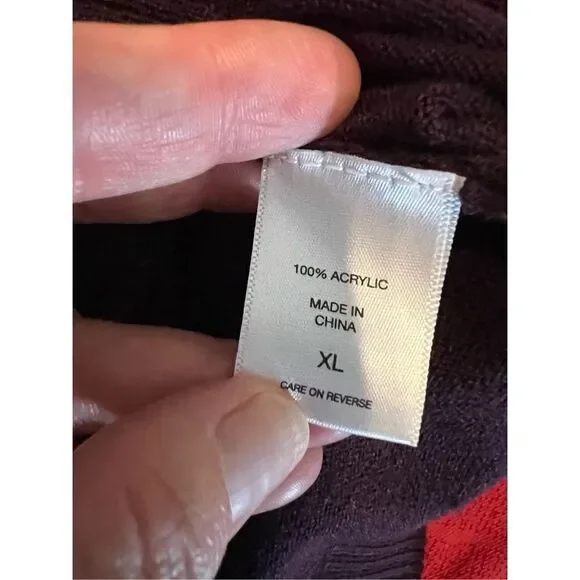 100% ACRYLIC
MADE IN
CHINA
XL
CARE ON REVERSE